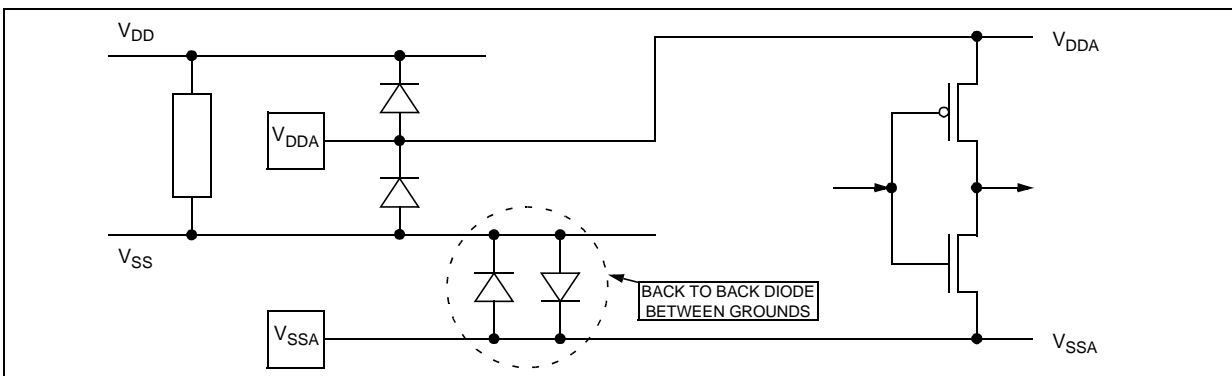 VDD
VDDA
VDDA
VSS
BACK TO BACK DIODE
BETWEEN GROUNDS
VSSA
VSSA